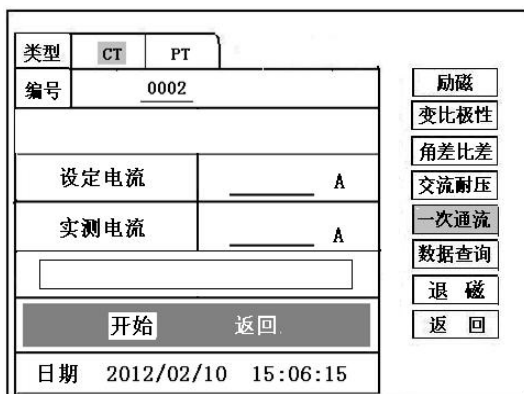 类型 CT PT
编号 0002
设定电流 A
实测电流 A
开始 返回
日期 2012/02/10 15:06:15
励磁
变比极性
角差比差
交流耐压
一次通流
数据查询
退 磁
返 回